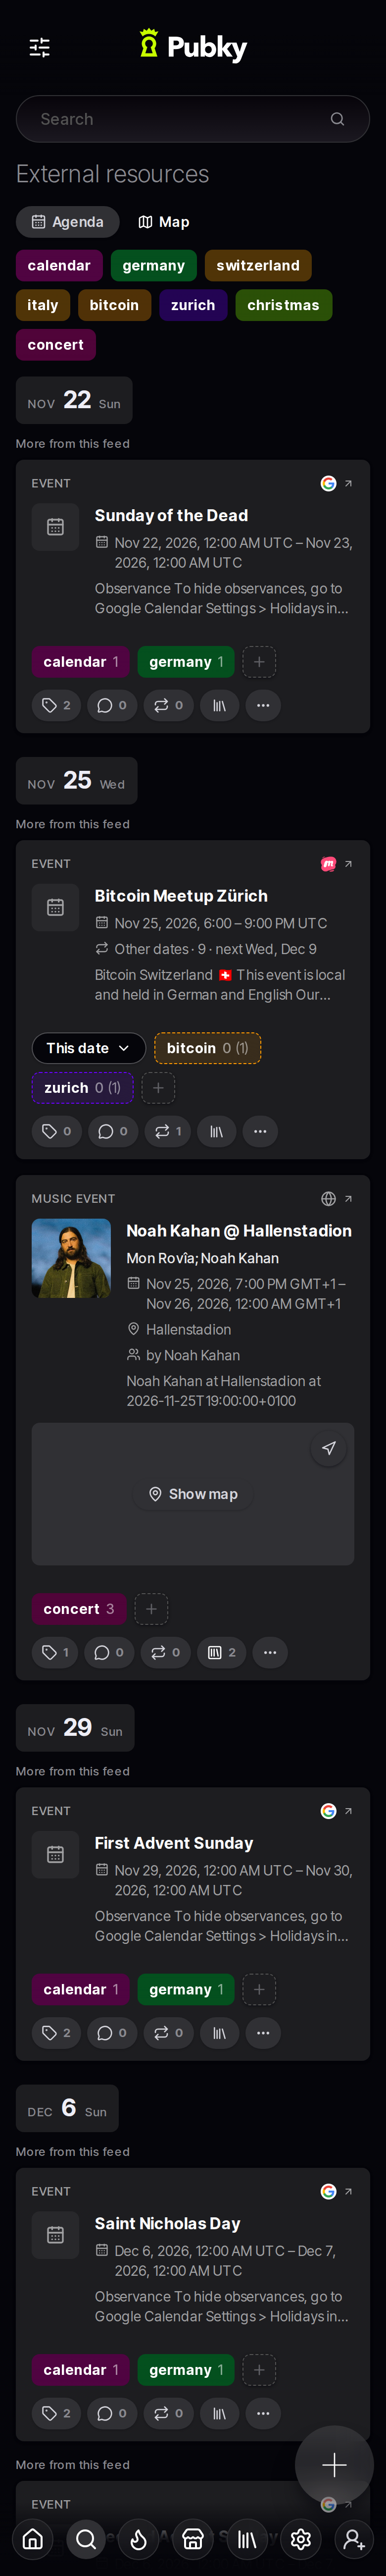 Pubky
Search
External resources
Agenda
Map
calendar
germany
switzerland
italy
bitcoin
zurich
christmas
concert
NOV 22 Sun
More from this feed
EVENT
Sunday of the Dead
Nov 22, 2026, 12:00 AM UTC – Nov 23,
2026, 12:00 AM UTC
Observance To hide observances, go to
Google Calendar Settings > Holidays in...
calendar 1
germany 1
2
0
0
NOV 25 Wed
More from this feed
EVENT
Bitcoin Meetup Zürich
Nov 25, 2026, 6:00 – 9:00 PM UTC
Other dates · 9 · next Wed, Dec 9
Bitcoin Switzerland 🇨🇭 This event is local
and held in German and English Our...
This date
bitcoin 0 (1)
zurich 0 (1)
0
0
1
MUSIC EVENT
Noah Kahan @ Hallenstadion
Mon Rovîa; Noah Kahan
Nov 25, 2026, 7:00 PM GMT+1 –
Nov 26, 2026, 12:00 AM GMT+1
Hallenstadion
by Noah Kahan
Noah Kahan at Hallenstadion at
2026-11-25T19:00:00+0100
Show map
concert 3
1
0
0
2
NOV 29 Sun
More from this feed
EVENT
First Advent Sunday
Nov 29, 2026, 12:00 AM UTC – Nov 30,
2026, 12:00 AM UTC
Observance To hide observances, go to
Google Calendar Settings > Holidays in...
calendar 1
germany 1
2
0
0
DEC 6 Sun
More from this feed
EVENT
Saint Nicholas Day
Dec 6, 2026, 12:00 AM UTC – Dec 7,
2026, 12:00 AM UTC
Observance To hide observances, go to
Google Calendar Settings > Holidays in...
calendar 1
germany 1
2
0
0
More from this feed
EVENT